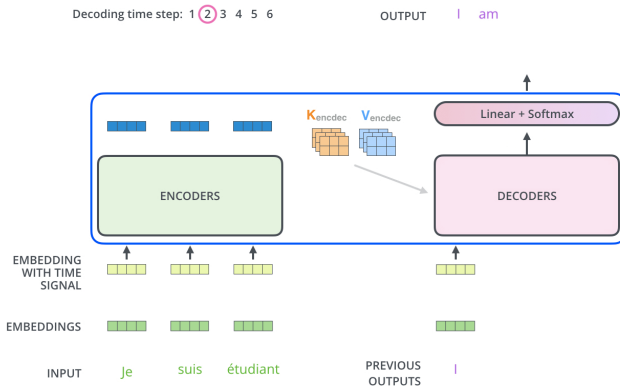 Decoding time step: 1 2 3 4 5 6
OUTPUT I am
Kencdec Vencdec
Linear + Softmax
ENCODERS
DECODERS
EMBEDDING
WITH TIME
SIGNAL
EMBEDDINGS
INPUT Je suis étudiant
PREVIOUS
OUTPUTS
I